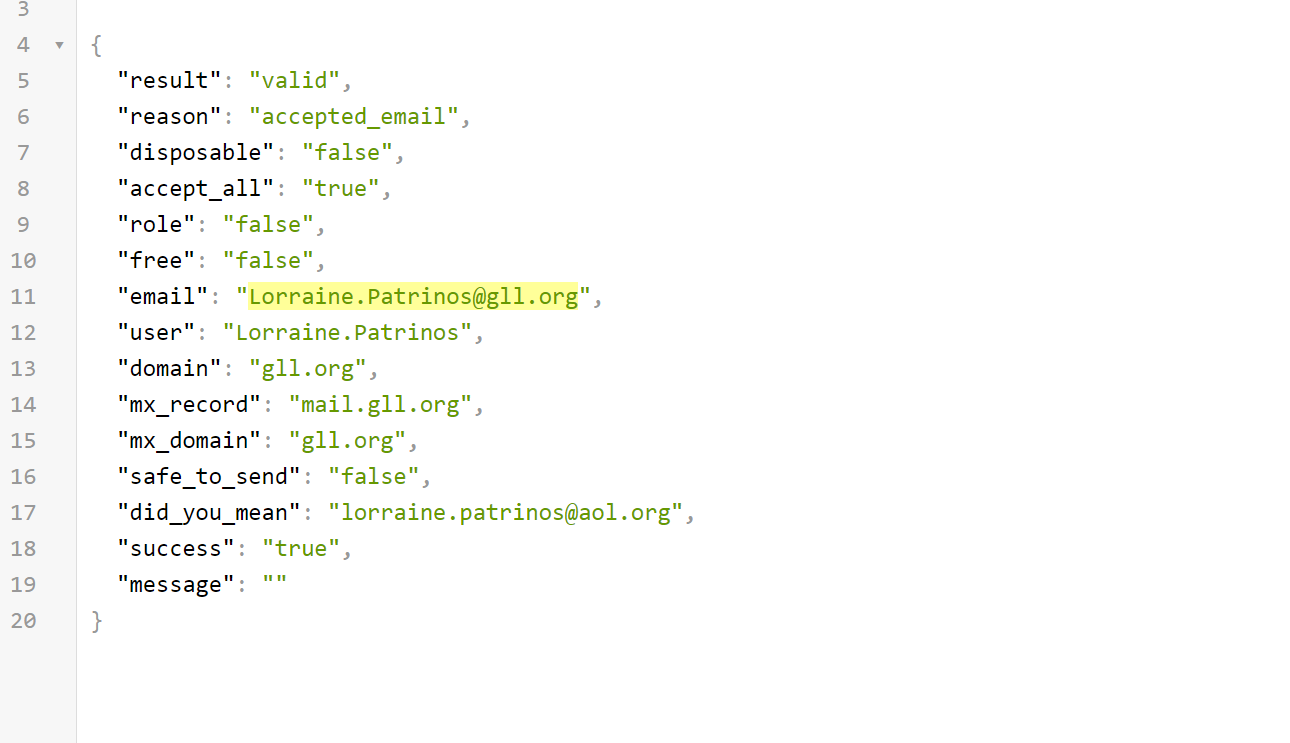 3
4 {
5 "result": "valid",
6 "reason": "accepted_email",
7 "disposable": "false",
8 "accept_all": "true",
9 "role": "false",
10 "free": "false",
11 "email": "Lorraine.Patrinos@gll.org",
12 "user": "Lorraine.Patrinos",
13 "domain": "gll.org",
14 "mx_record": "mail.gll.org",
15 "mx_domain": "gll.org",
16 "safe_to_send": "false",
17 "did_you_mean": "lorraine.patrinos@aol.org",
18 "success": "true",
19 "message": ""
20 }